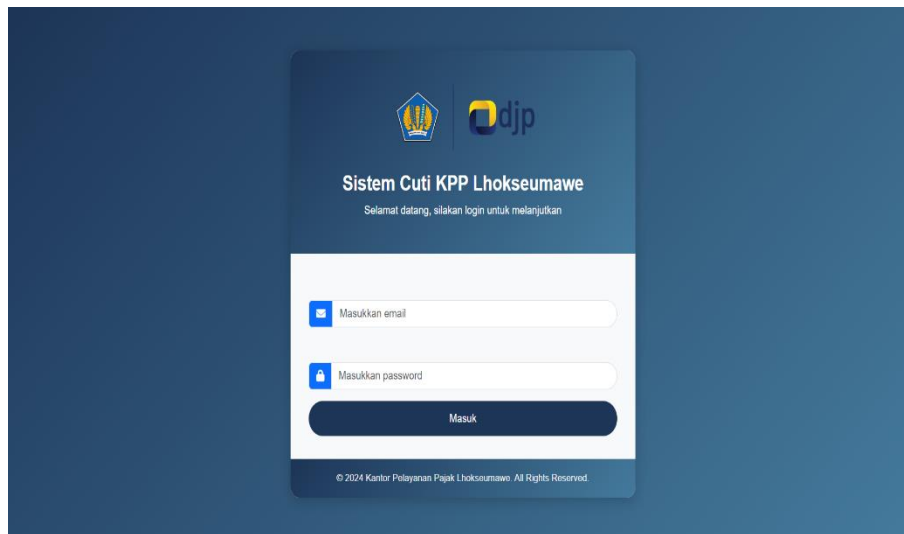 djp
Sistem Cuti KPP Lhokseumawe
Selamat datang, silakan login untuk melanjutkan
Masukkan email
Masukkan password
Masuk
© 2024 Kantor Pelayanan Pajak Lhokseumawe. All Rights Reserved.